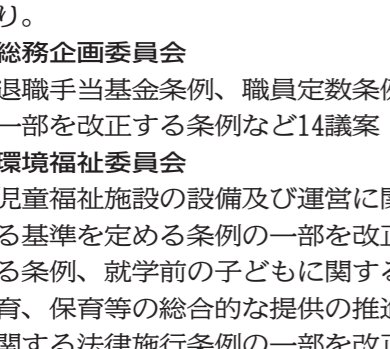 り。
総務企画委員会
退職手当基金条例、職員定数条例
一部を改正する条例など14議案
環境福祉委員会
児童福祉施設の設備及び運営に関
る基準を定める条例の一部を改正
る条例、就学前の子どもに関する
育、保育等の総合的な提供の推進
関する法律施行条例の一部を改正